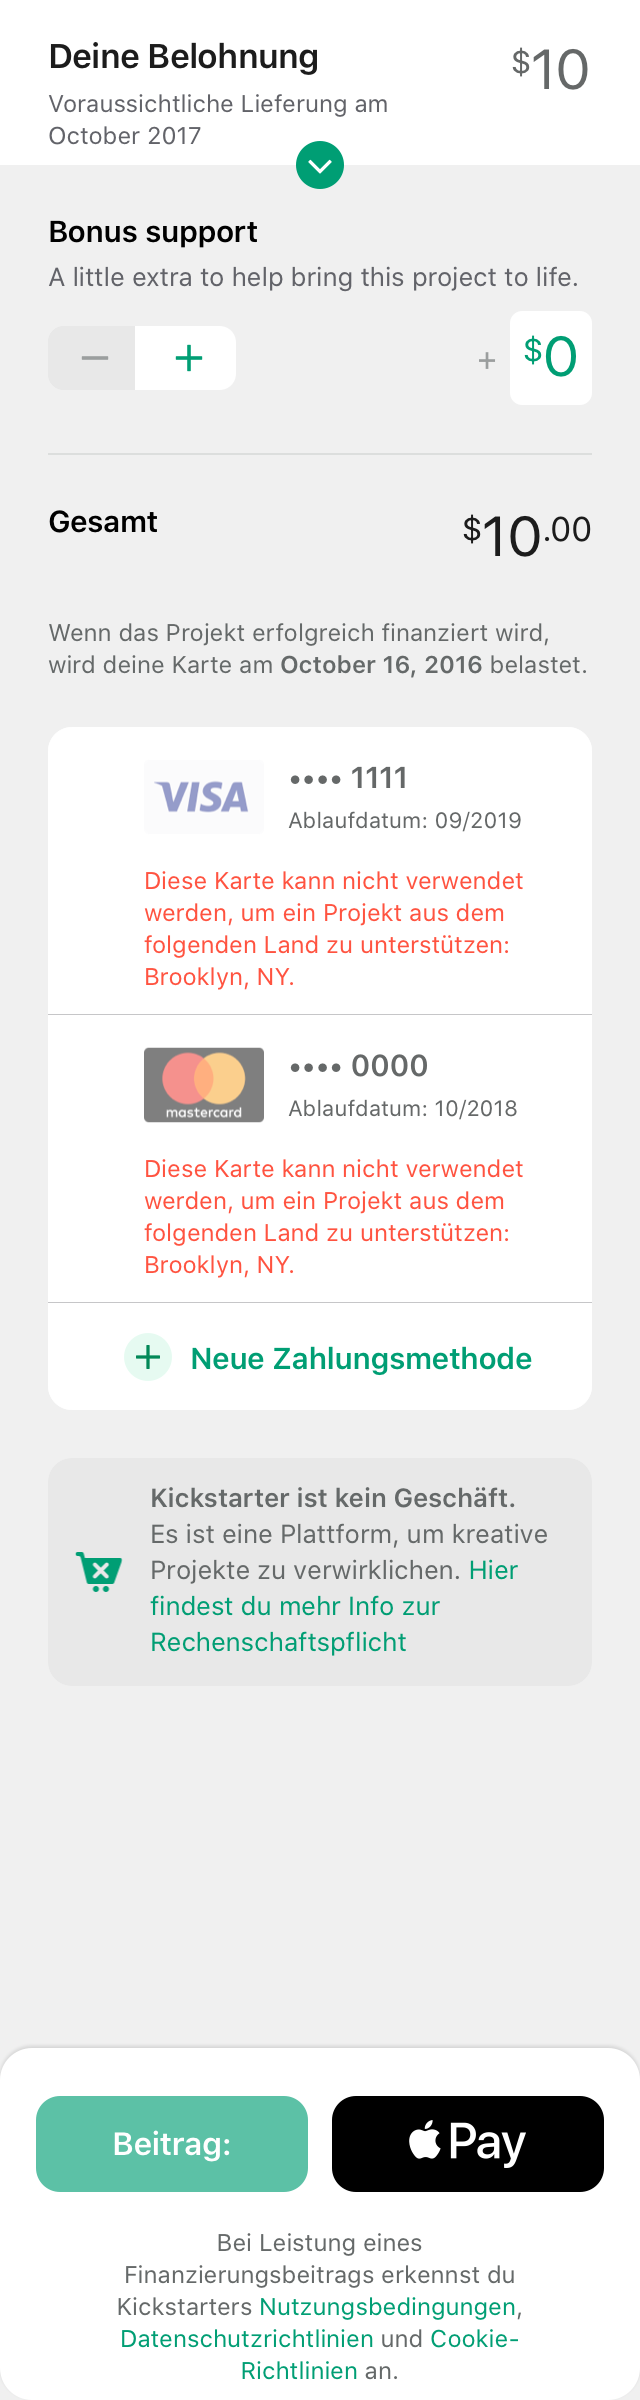 Deine Belohnung
$10
Voraussichtliche Lieferung am
October 2017
Bonus support
A little extra to help bring this project to life.
− +
+ $0
Gesamt
$10.00
Wenn das Projekt erfolgreich finanziert wird,
wird deine Karte am October 16, 2016 belastet.
VISA
•••• 1111
Ablaufdatum: 09/2019
Diese Karte kann nicht verwendet
werden, um ein Projekt aus dem
folgenden Land zu unterstützen:
Brooklyn, NY.
mastercard
•••• 0000
Ablaufdatum: 10/2018
Diese Karte kann nicht verwendet
werden, um ein Projekt aus dem
folgenden Land zu unterstützen:
Brooklyn, NY.
+ Neue Zahlungsmethode
Kickstarter ist kein Geschäft.
Es ist eine Plattform, um kreative
Projekte zu verwirklichen. Hier
findest du mehr Info zur
Rechenschaftspflicht
Beitrag:
Pay
Bei Leistung eines
Finanzierungsbeitrags erkennst du
Kickstarters Nutzungsbedingungen,
Datenschutzrichtlinien und Cookie-
Richtlinien an.